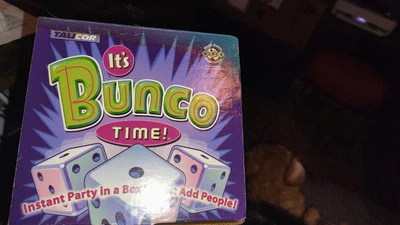 TALICOR
It's
BUNCO
TIME!
Instant Party in a Box! Add People!